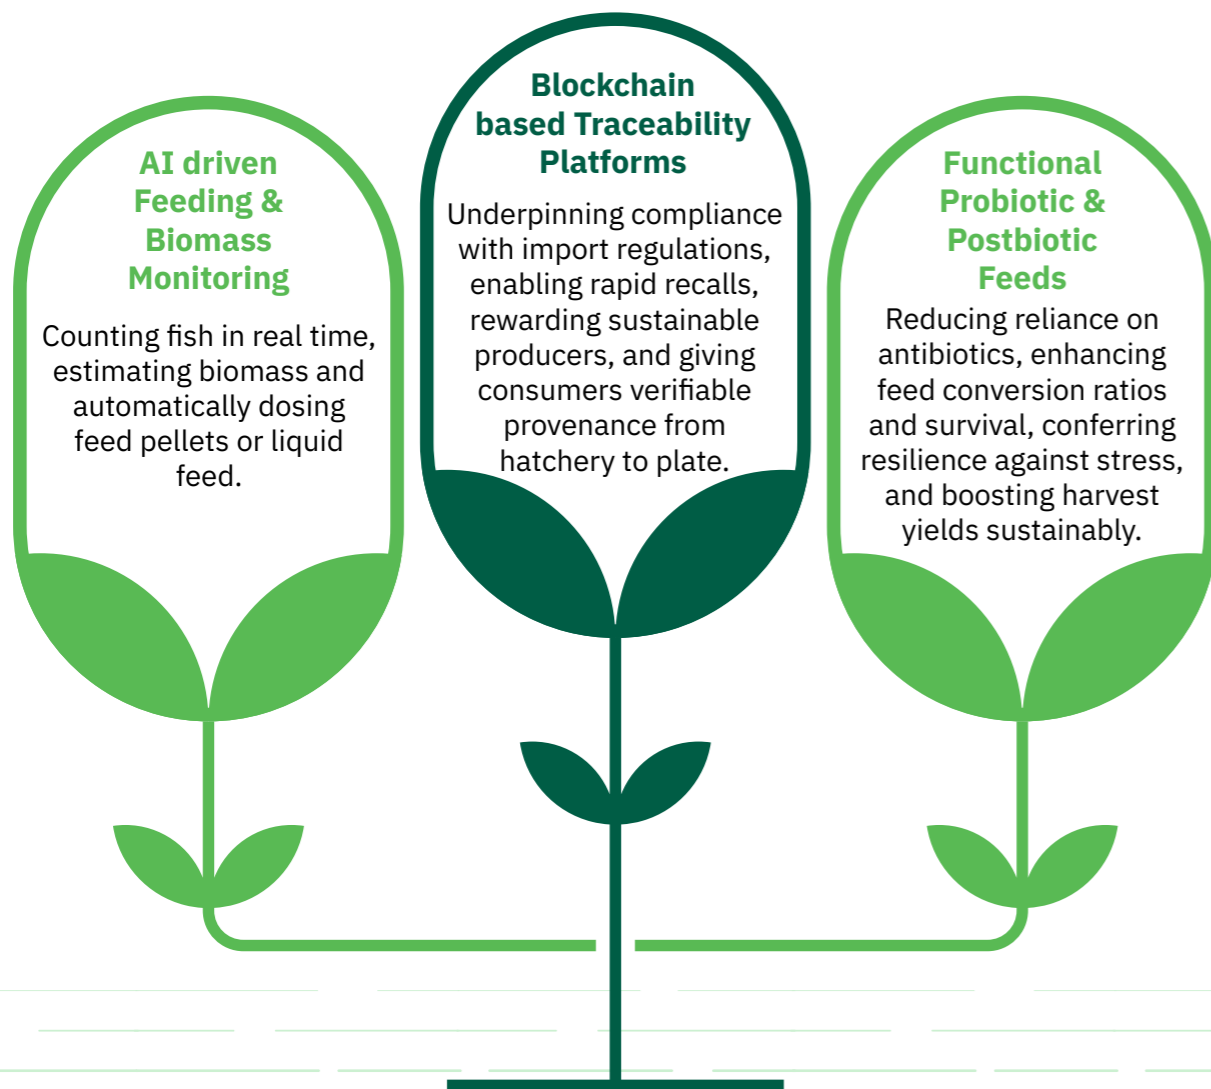 AI driven
Feeding &
Biomass
Monitoring
Counting fish in real time,
estimating biomass and
automatically dosing
feed pellets or liquid
feed.
Blockchain
based Traceability
Platforms
Underpinning compliance
with import regulations,
enabling rapid recalls,
rewarding sustainable
producers, and giving
consumers verifiable
provenance from
hatchery to plate.
Functional
Probiotic &
Postbiotic
Feeds
Reducing reliance on
antibiotics, enhancing
feed conversion ratios
and survival, conferring
resilience against stress,
and boosting harvest
yields sustainably.